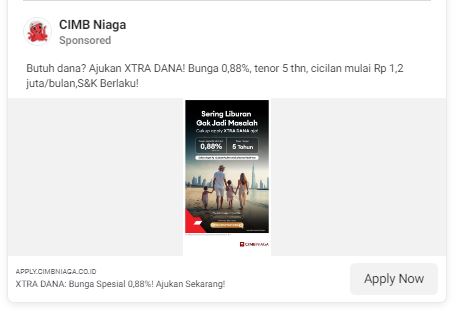 CIMB Niaga
Sponsored
Butuh dana? Ajukan XTRA DANA! Bunga 0,88%, tenor 5 thn, cicilan mulai Rp 1,2
juta/bulan,S&K Berlaku!
Sering Liburan
Gak Jadi Masalah
Cukup apply XTRA DANA aja!
0,88%
5 Tahun
CIMB NIAGA
APPLY.CIMBNIAGA.CO.ID
XTRA DANA: Bunga Spesial 0,88%! Ajukan Sekarang!
Apply Now